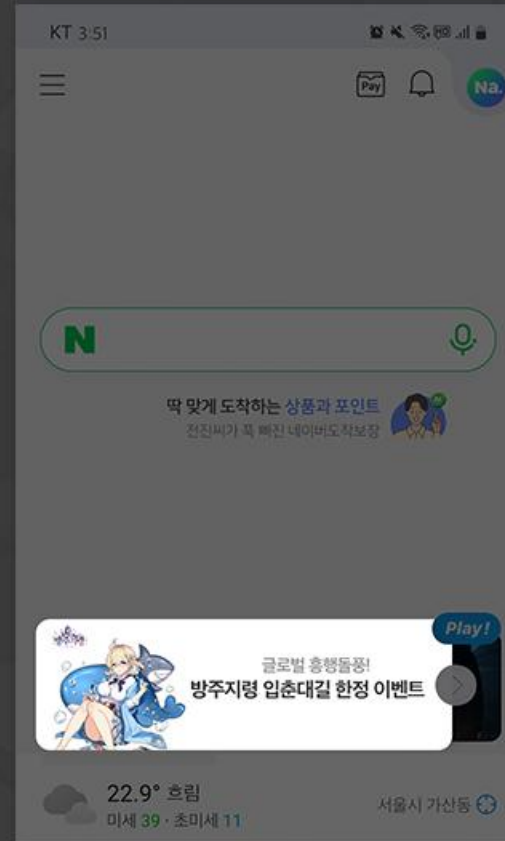 KT 3:51
Pay
Na.
N
딱 맞게 도착하는 상품과 포인트
전진씨가 푹 빠진 네이버도착보장
Play!
글로벌 흥행돌풍!
방주지령 입춘대길 한정 이벤트
22.9° 흐림
미세 39 · 초미세 11
서울시 가산동